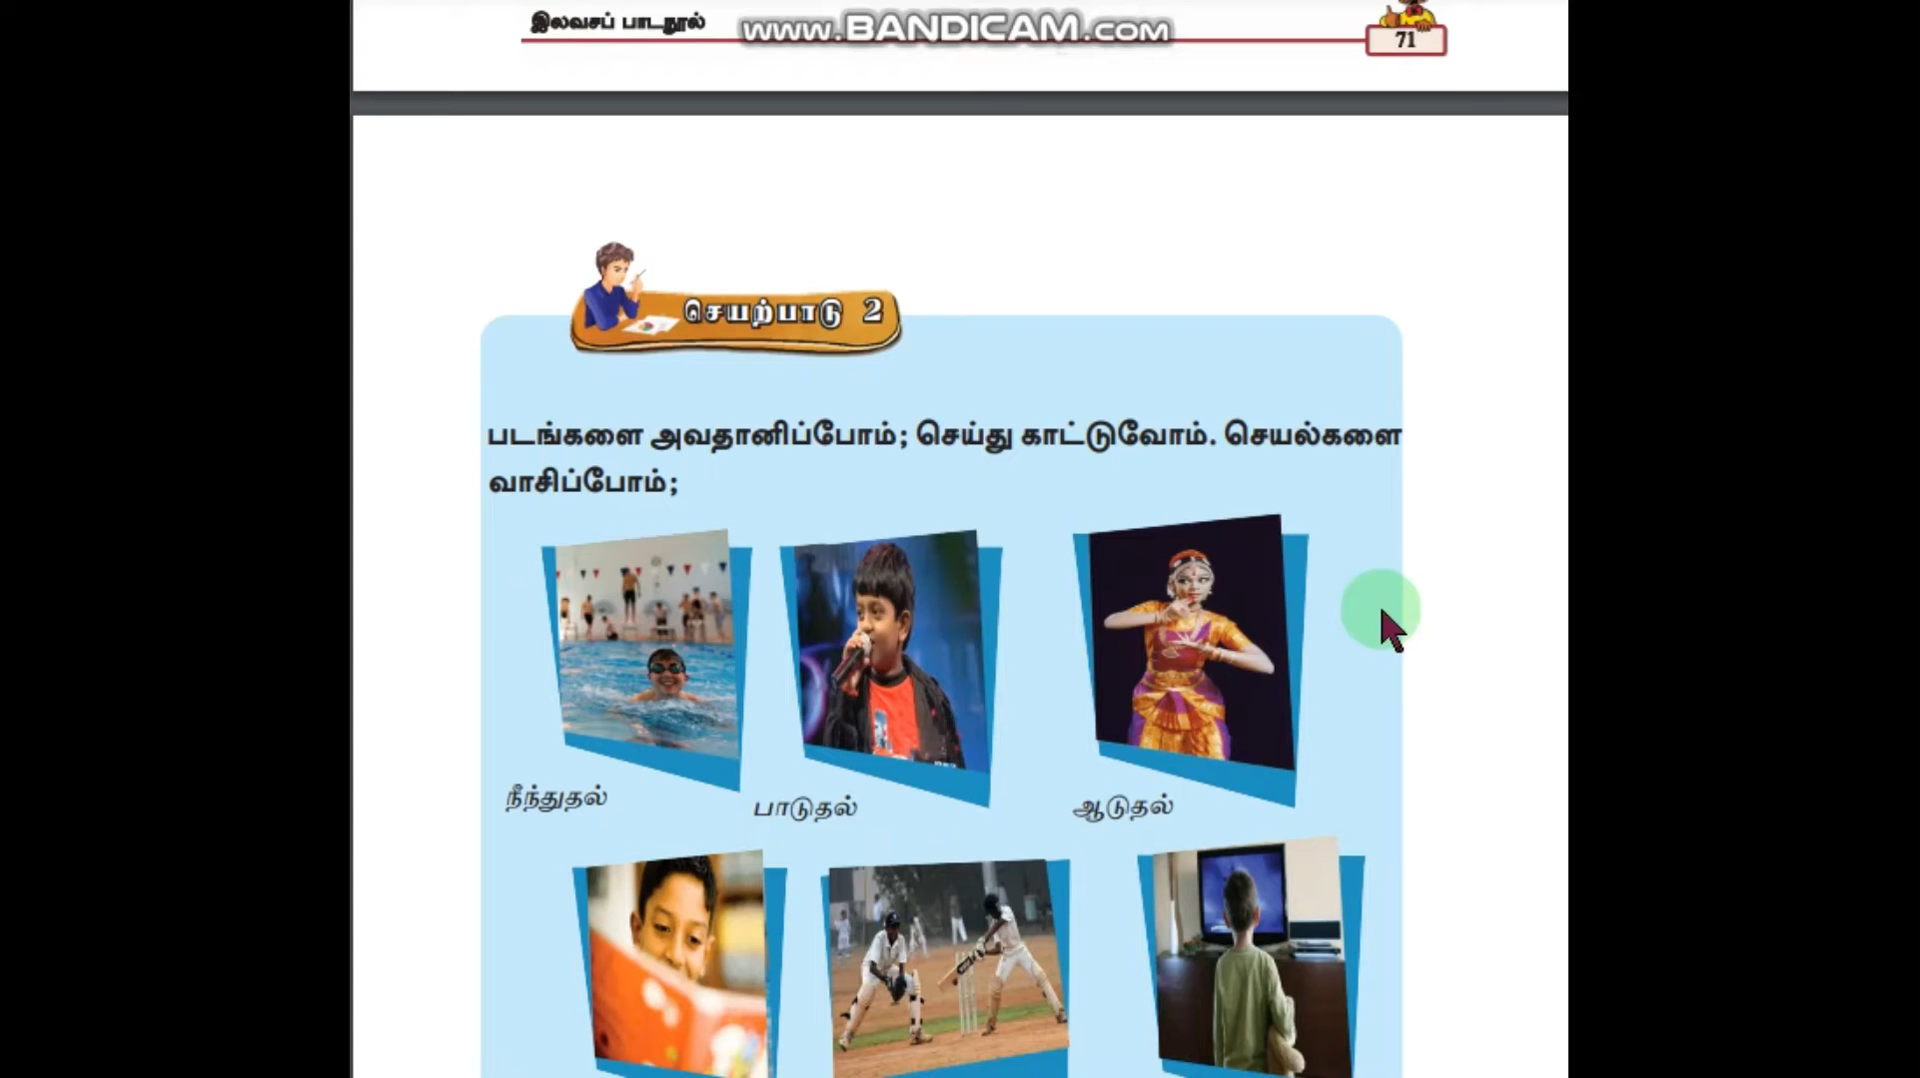 இலவசப் பாடநூல்
www.BANDICAM.com
71
செயற்பாடு 2
படங்களை அவதானிப்போம்; செய்து காட்டுவோம். செயல்களை
வாசிப்போம்;
நீந்துதல்
பாடுதல்
ஆடுதல்